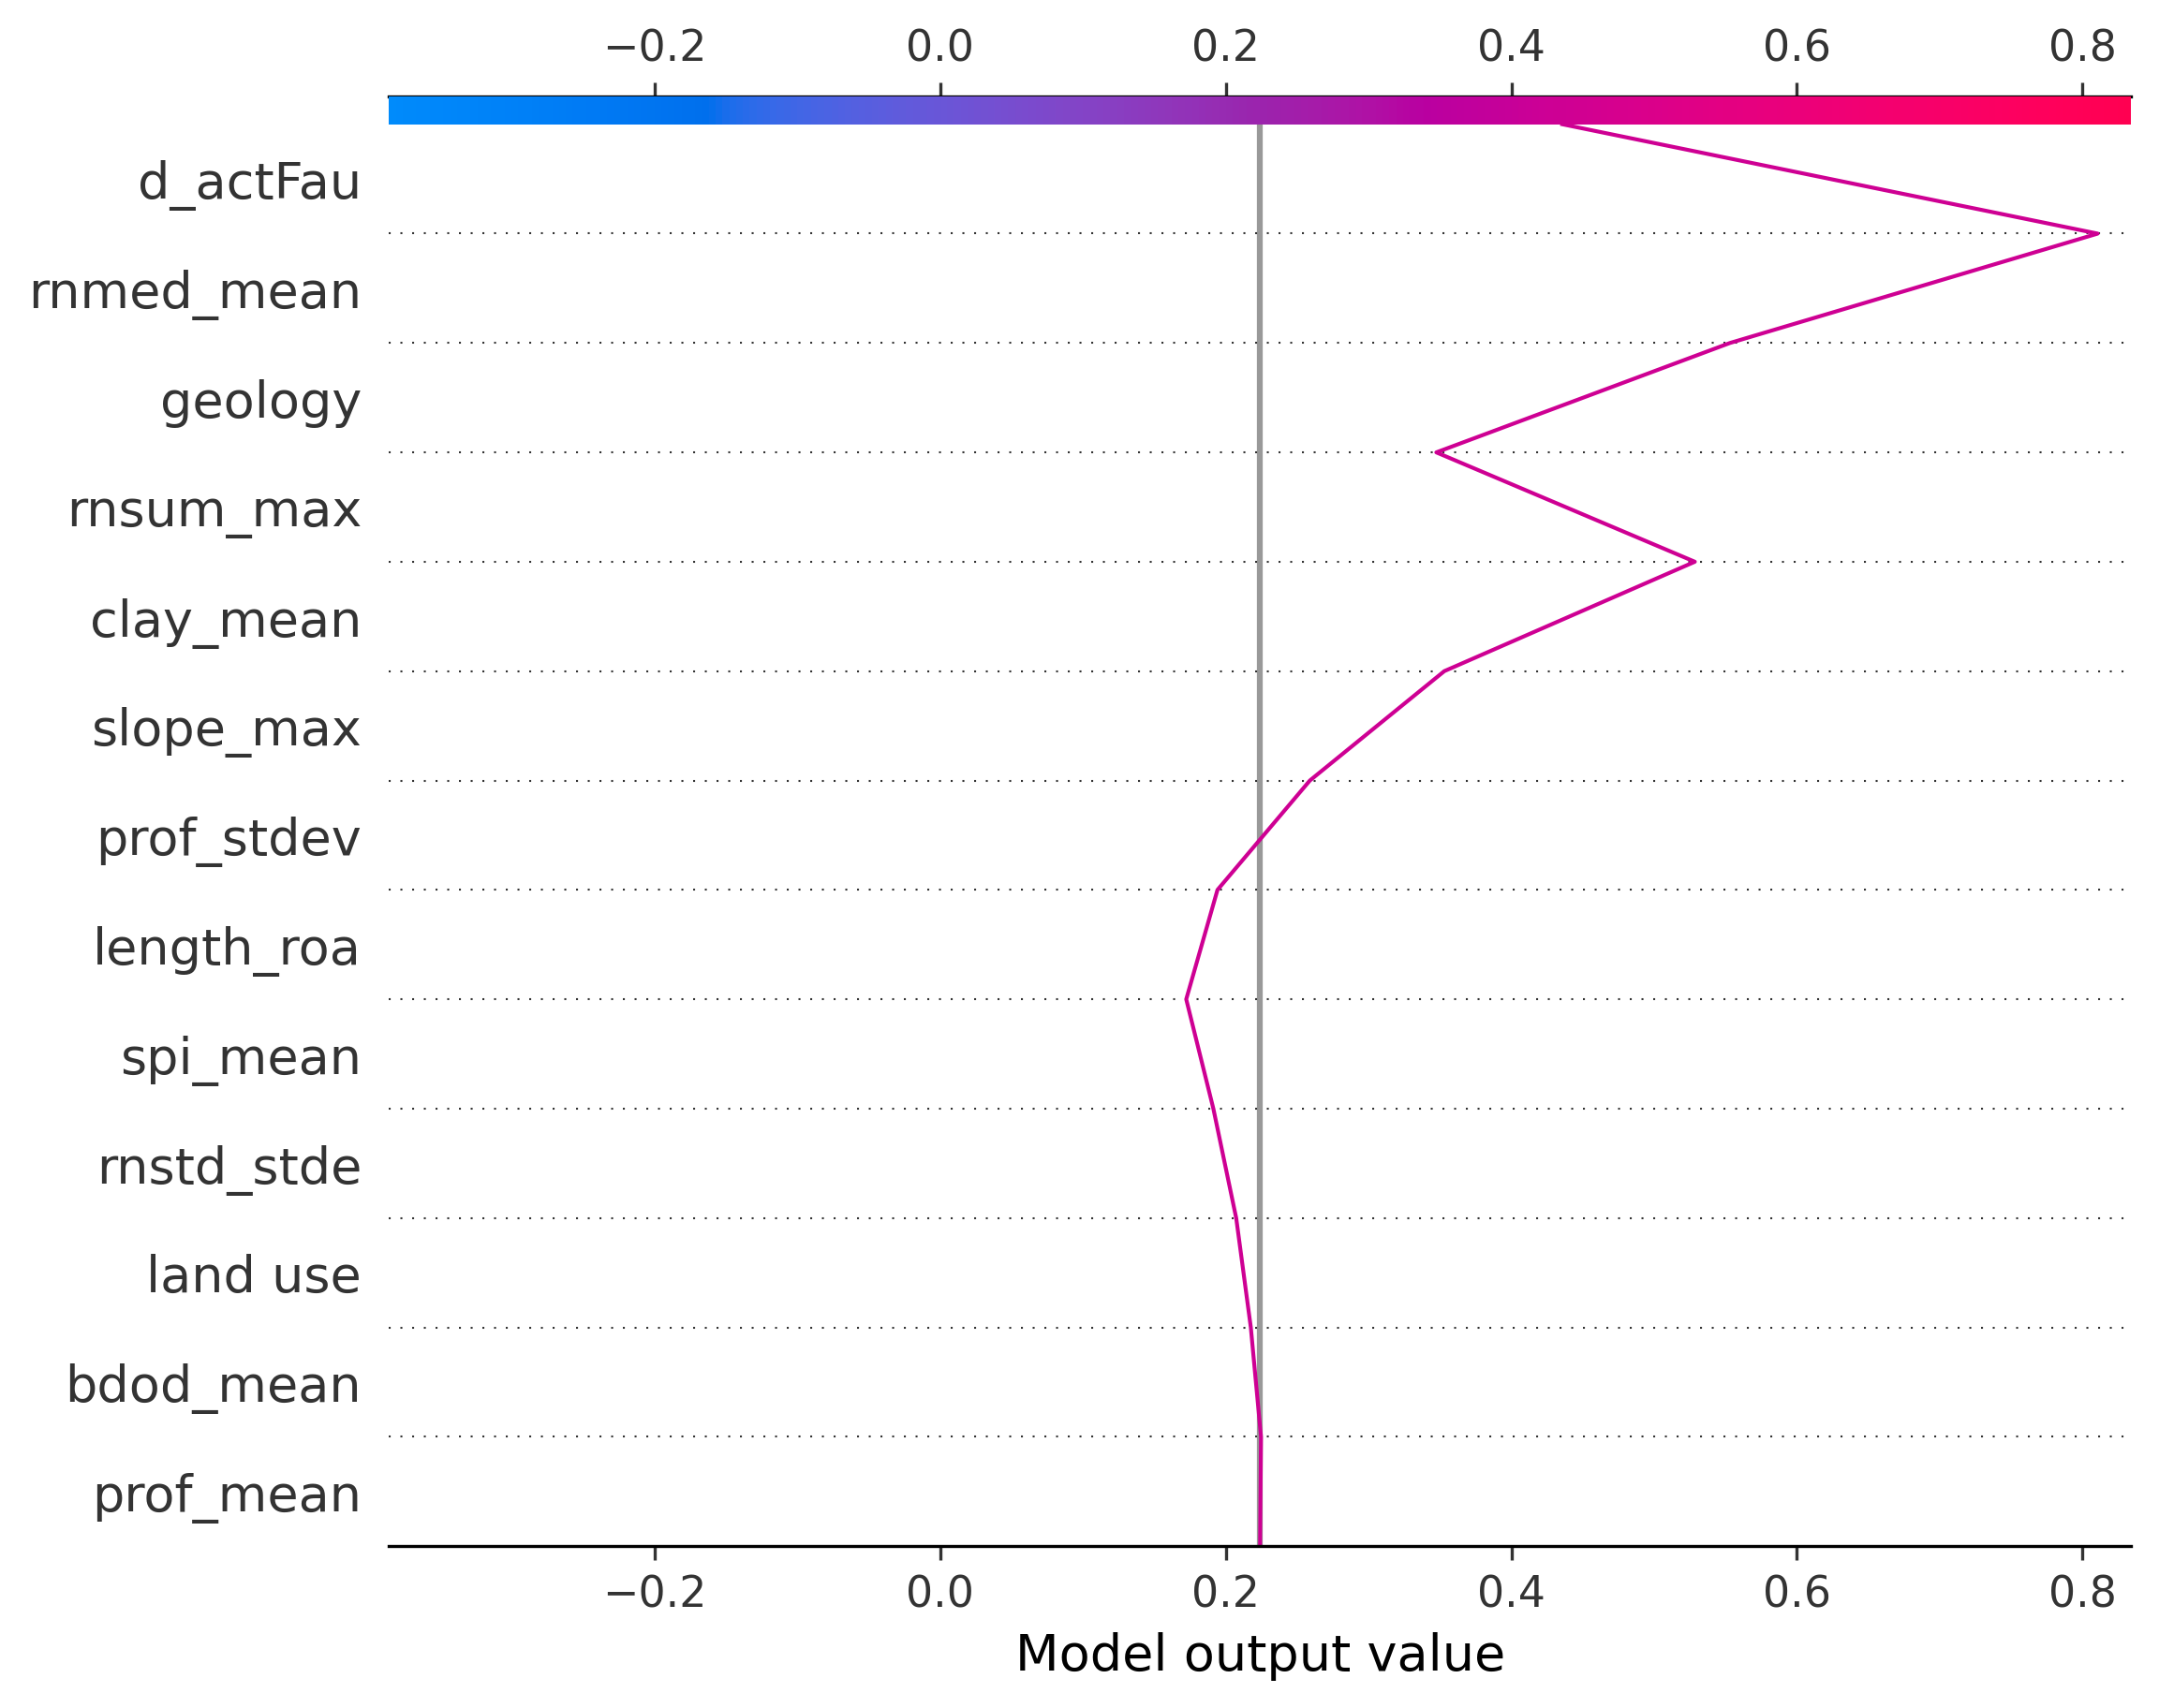 −0.2 0.0 0.2 0.4 0.6 0.8
d_actFau
rnmed_mean
geology
rnsum_max
clay_mean
slope_max
prof_stdev
length_roa
spi_mean
rnstd_stde
land use
bdod_mean
prof_mean
−0.2 0.0 0.2 0.4 0.6 0.8
Model output value